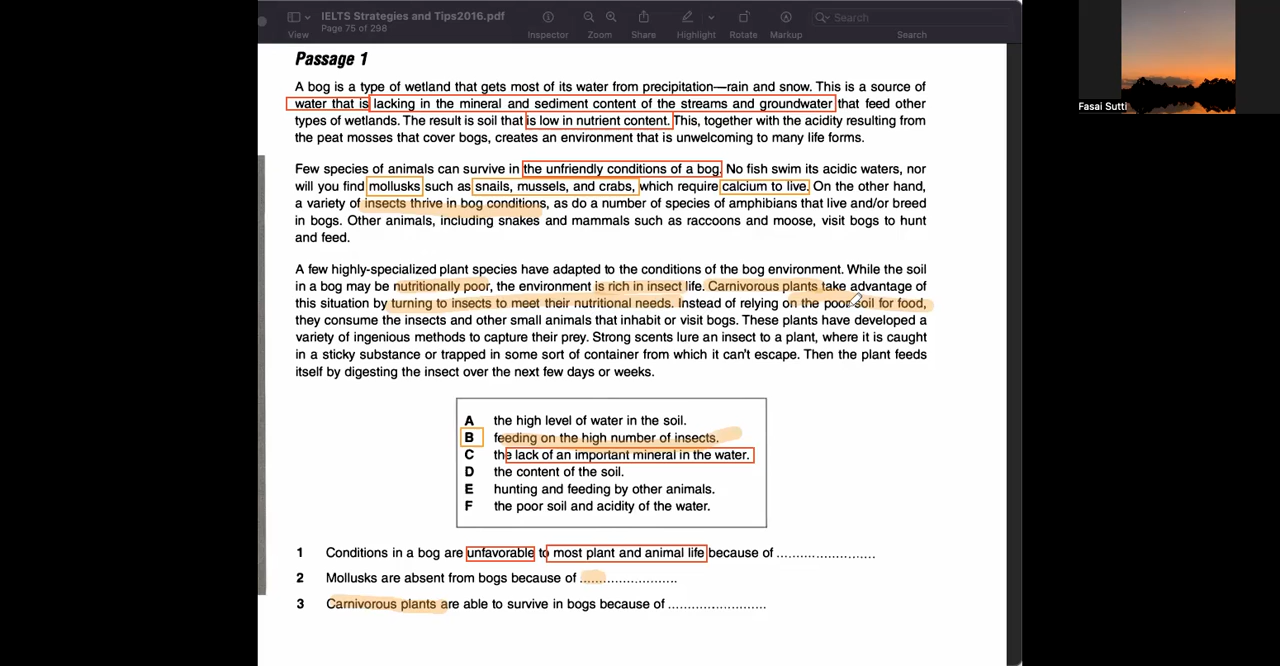 IELTS Strategies and Tips2016.pdf
Page 75 of 298
View
Inspector
Zoom
Share
Highlight
Rotate
Markup
Search
Search
Fasai Sutti
Passage 1
A bog is a type of wetland that gets most of its water from precipitation—rain and snow. This is a source of
water that is lacking in the mineral and sediment content of the streams and groundwater that feed other
types of wetlands. The result is soil that is low in nutrient content. This, together with the acidity resulting from
the peat mosses that cover bogs, creates an environment that is unwelcoming to many life forms.
Few species of animals can survive in the unfriendly conditions of a bog. No fish swim its acidic waters, nor
will you find mollusks such as snails, mussels, and crabs, which require calcium to live. On the other hand,
a variety of insects thrive in bog conditions, as do a number of species of amphibians that live and/or breed
in bogs. Other animals, including snakes and mammals such as raccoons and moose, visit bogs to hunt
and feed.
A few highly-specialized plant species have adapted to the conditions of the bog environment. While the soil
in a bog may be nutritionally poor, the environment is rich in insect life. Carnivorous plants take advantage of
this situation by turning to insects to meet their nutritional needs. Instead of relying on the poor soil for food,
they consume the insects and other small animals that inhabit or visit bogs. These plants have developed a
variety of ingenious methods to capture their prey. Strong scents lure an insect to a plant, where it is caught
in a sticky substance or trapped in some sort of container from which it can't escape. Then the plant feeds
itself by digesting the insect over the next few days or weeks.
A the high level of water in the soil.
B feeding on the high number of insects.
C the lack of an important mineral in the water.
D the content of the soil.
E hunting and feeding by other animals.
F the poor soil and acidity of the water.
1 Conditions in a bog are unfavorable to most plant and animal life because of ........................
2 Mollusks are absent from bogs because of ........................
3 Carnivorous plants are able to survive in bogs because of ........................